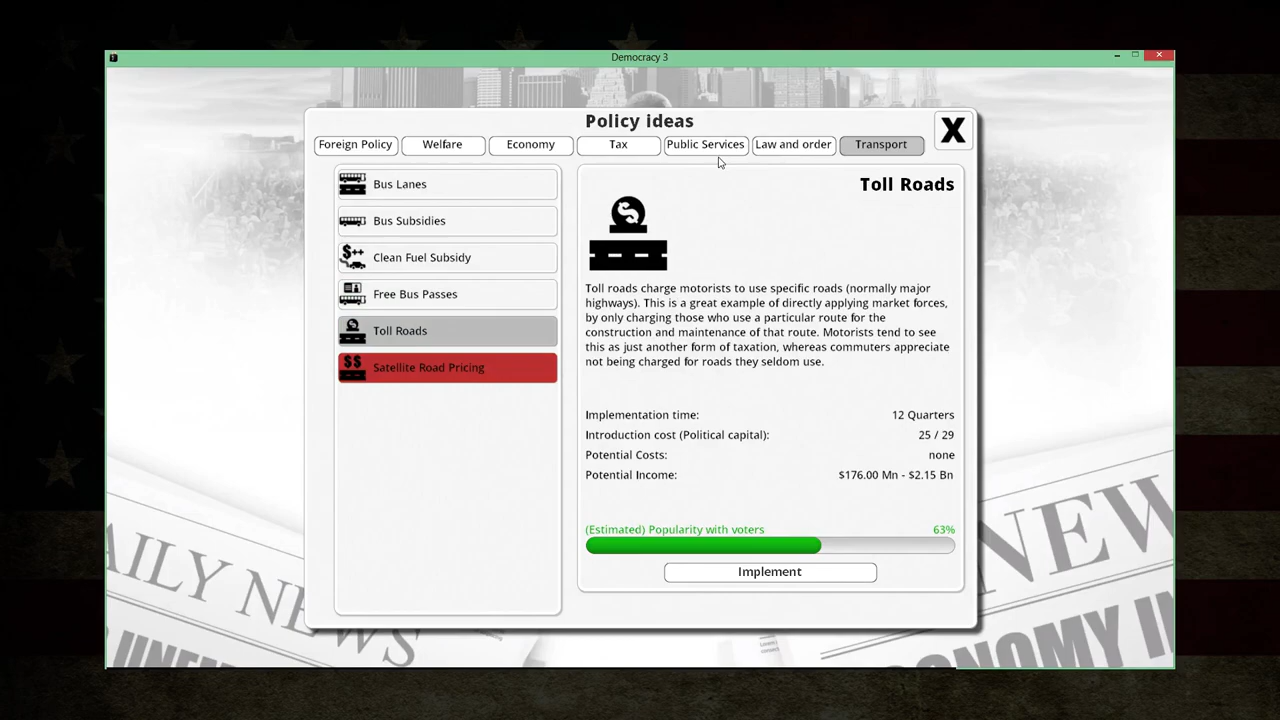 Democracy 3
Policy ideas
X
Foreign Policy
Welfare
Economy
Tax
Public Services
Law and order
Transport
Bus Lanes
Bus Subsidies
Clean Fuel Subsidy
Free Bus Passes
Toll Roads
Satellite Road Pricing
Toll Roads
Toll roads charge motorists to use specific roads (normally major
highways). This is a great example of directly applying market forces,
by only charging those who use a particular route for the
construction and maintenance of that route. Motorists tend to see
this as just another form of taxation, whereas commuters appreciate
not being charged for roads they seldom use.
Implementation time: 12 Quarters
Introduction cost (Political capital): 25 / 29
Potential Costs: none
Potential Income: $176.00 Mn - $2.15 Bn
(Estimated) Popularity with voters 63%
Implement
AILY NEWS
NEW
ONOMY I